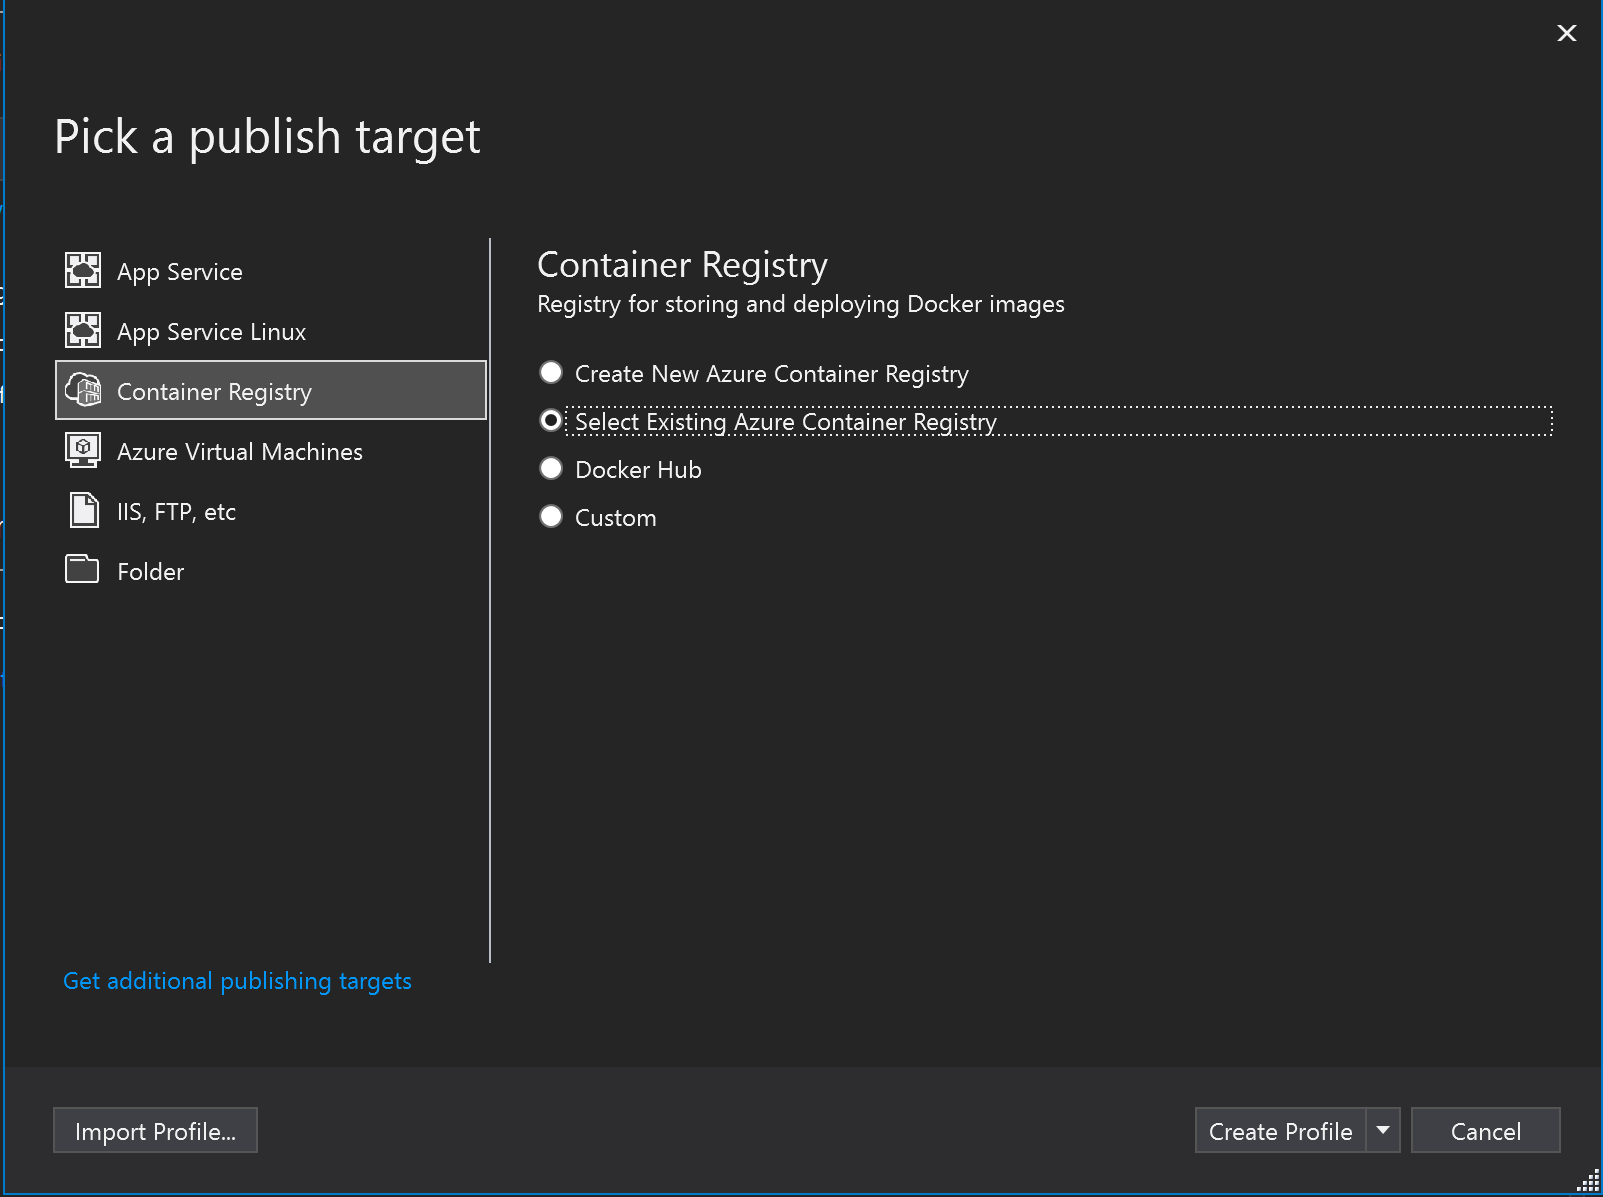 Pick a publish target
App Service
App Service Linux
Container Registry
Azure Virtual Machines
IIS, FTP, etc
Folder
Get additional publishing targets
Container Registry
Registry for storing and deploying Docker images
Create New Azure Container Registry
Select Existing Azure Container Registry
Docker Hub
Custom
Import Profile...
Create Profile
Cancel